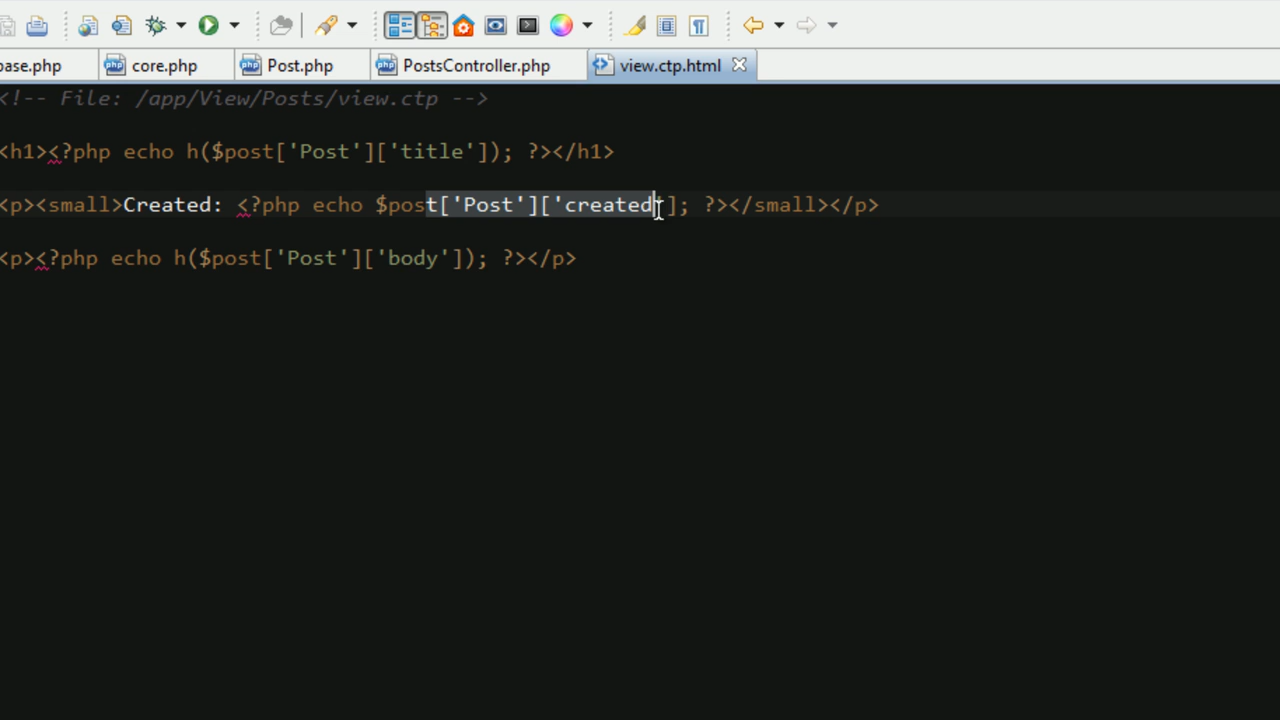 base.php core.php Post.php PostsController.php view.ctp.html
<!-- File: /app/View/Posts/view.ctp -->
<h1><?php echo h($post['Post']['title']); ?></h1>
<p><small>Created: <?php echo $post['Post']['created']; ?></small></p>
<p><?php echo h($post['Post']['body']); ?></p>